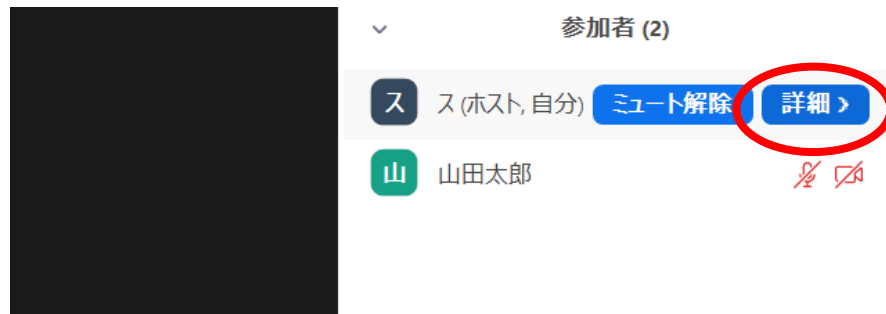 参加者 (2)
ス ス (ホスト, 自分) ミュート解除 詳細 >
山 山田太郎